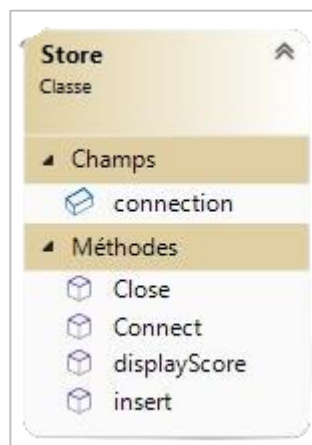 Store
Classe
Champs
connection
Méthodes
Close
Connect
displayScore
insert